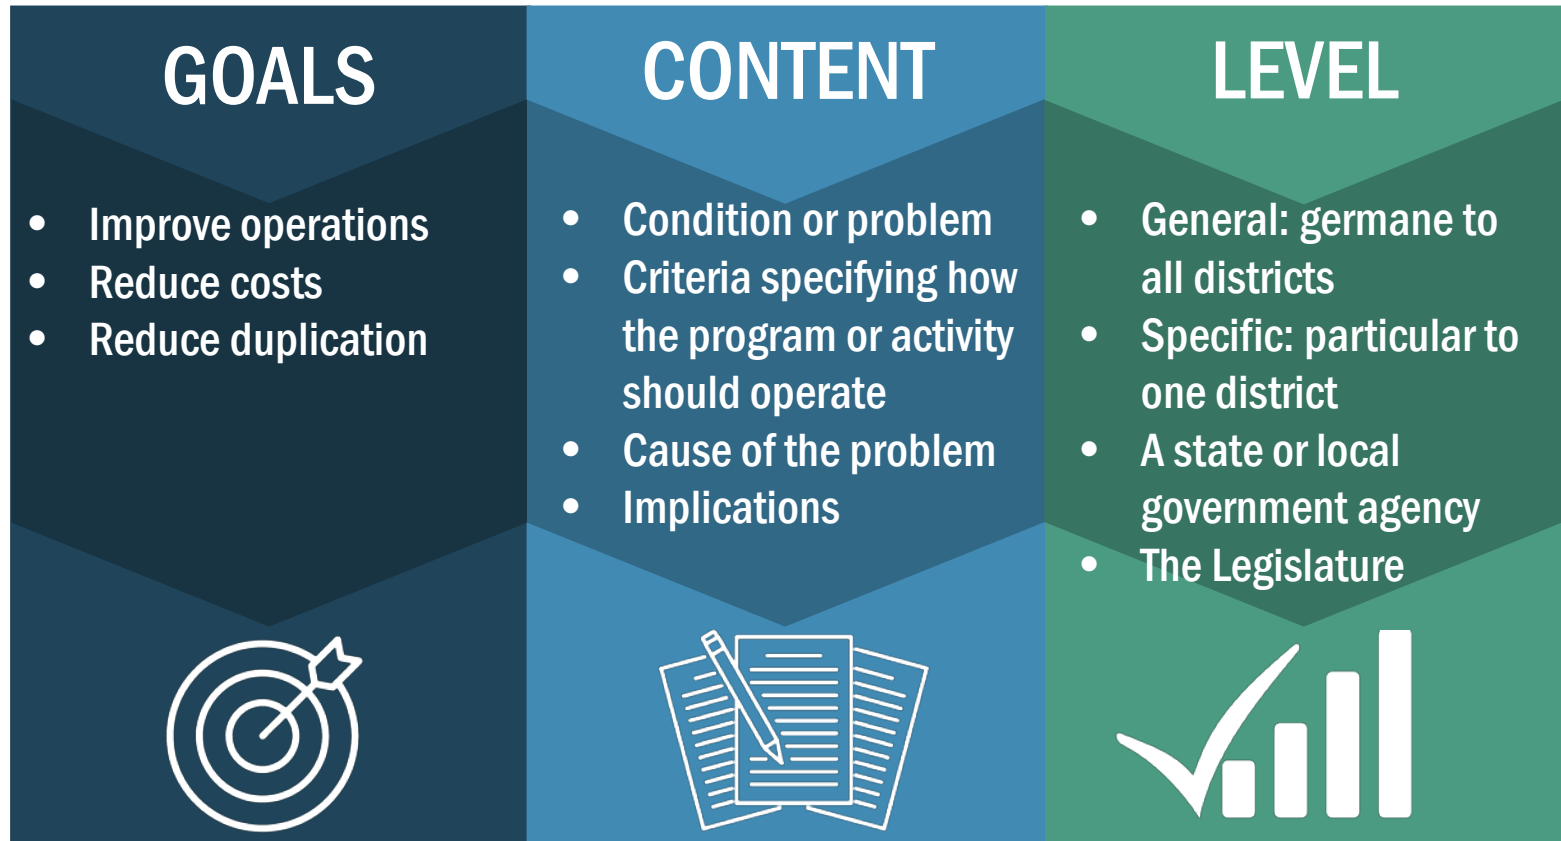 GOALS
• Improve operations
• Reduce costs
• Reduce duplication
CONTENT
• Condition or problem
• Criteria specifying how
the program or activity
should operate
• Cause of the problem
• Implications
LEVEL
• General: germane to
all districts
• Specific: particular to
one district
• A state or local
government agency
• The Legislature